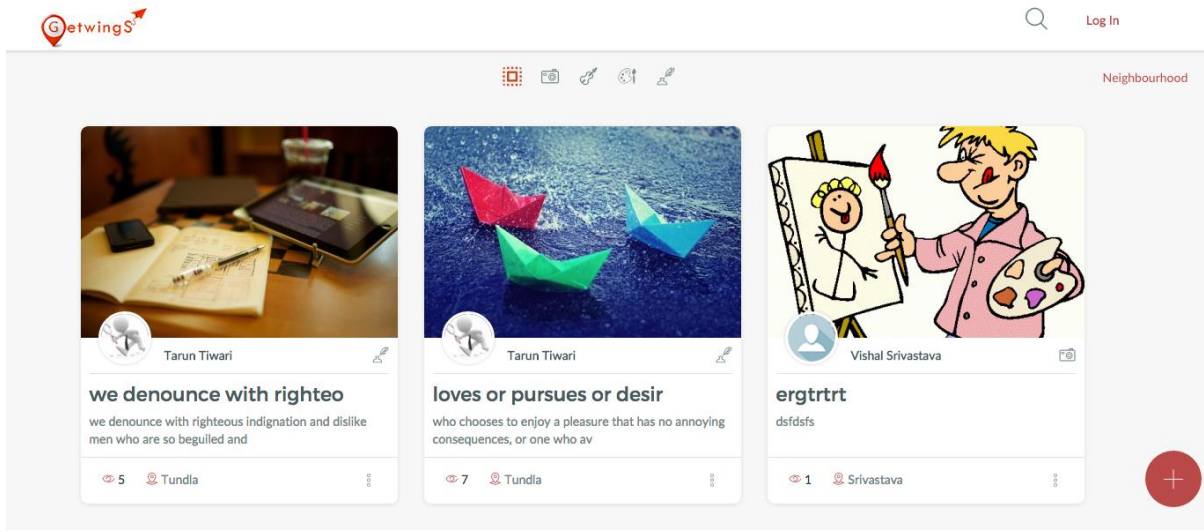 GetwingS
Log In
Neighbourhood
Tarun Tiwari
we denounce with righteo
we denounce with righteous indignation and dislike
men who are so beguiled and
5 Tundla
Tarun Tiwari
loves or pursues or desir
who chooses to enjoy a pleasure that has no annoying
consequences, or one who av
7 Tundla
Vishal Srivastava
ergtrtrt
dsfdsfs
1 Srivastava